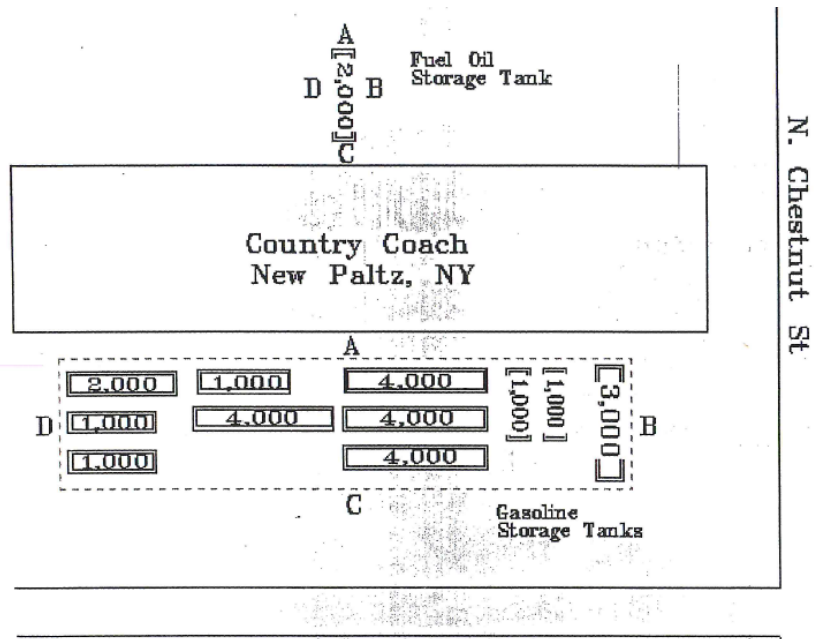 A
Fuel Oil
Storage Tank
D
2,000
B
C
N. Chestnut St
Country Coach
New Paltz, NY
A
2,000
1,000
4,000
1,000
1,000
3,000
D
1,000
4,000
4,000
B
1,000
4,000
C
Gasoline
Storage Tanks